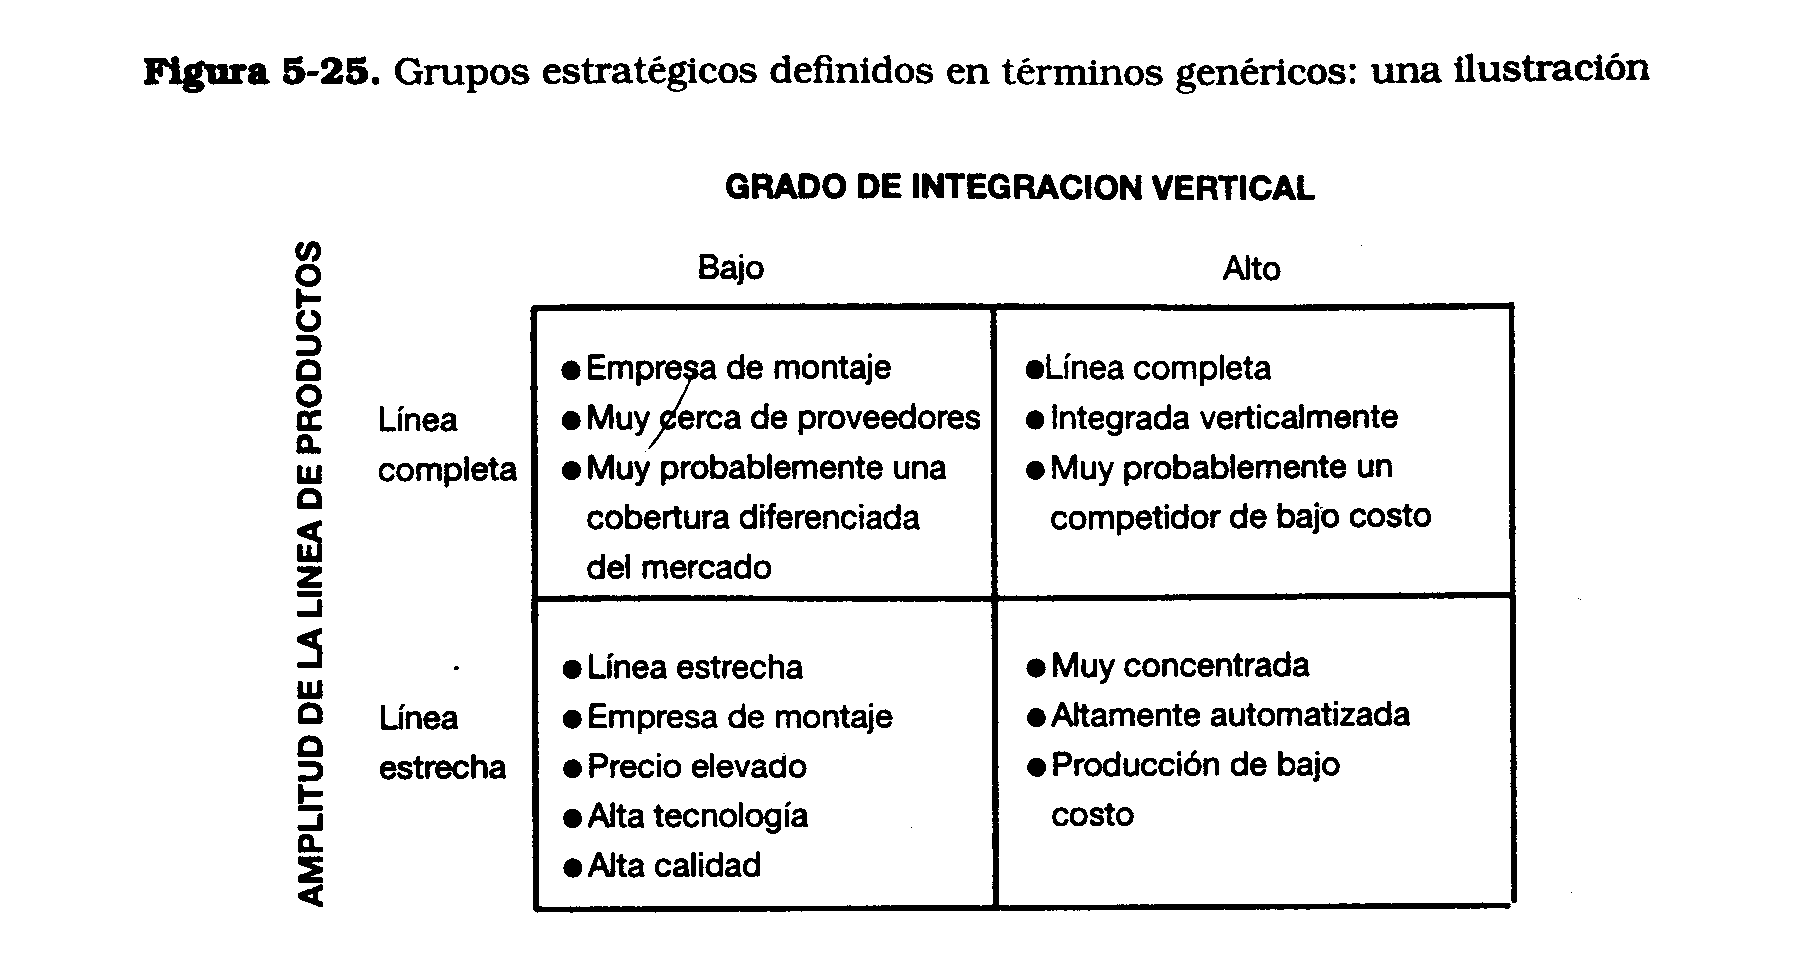 Figura 5-25. Grupos estratégicos definidos en términos genéricos: una ilustración
GRADO DE INTEGRACION VERTICAL
Bajo
Alto
AMPLITUD DE LA LINEA DE PRODUCTOS
Línea
completa
● Empresa de montaje
● Muy cerca de proveedores
● Muy probablemente una
cobertura diferenciada
del mercado
●Línea completa
● Integrada verticalmente
● Muy probablemente un
competidor de bajo costo
Línea
estrecha
● Línea estrecha
● Empresa de montaje
● Precio elevado
● Alta tecnología
● Alta calidad
● Muy concentrada
● Altamente automatizada
● Producción de bajo
costo